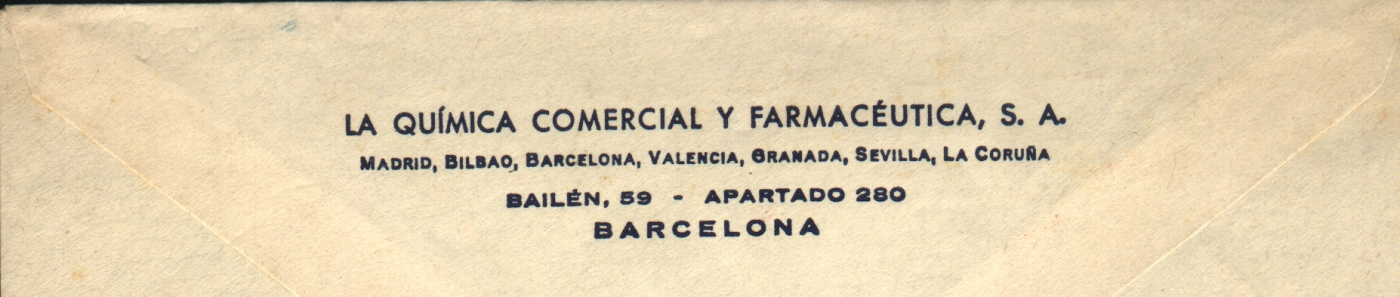 LA QUÍMICA COMERCIAL Y FARMACÉUTICA, S. A.
MADRID, BILBAO, BARCELONA, VALENCIA, GRANADA, SEVILLA, LA CORUÑA
BAILÉN, 59 - APARTADO 280
BARCELONA